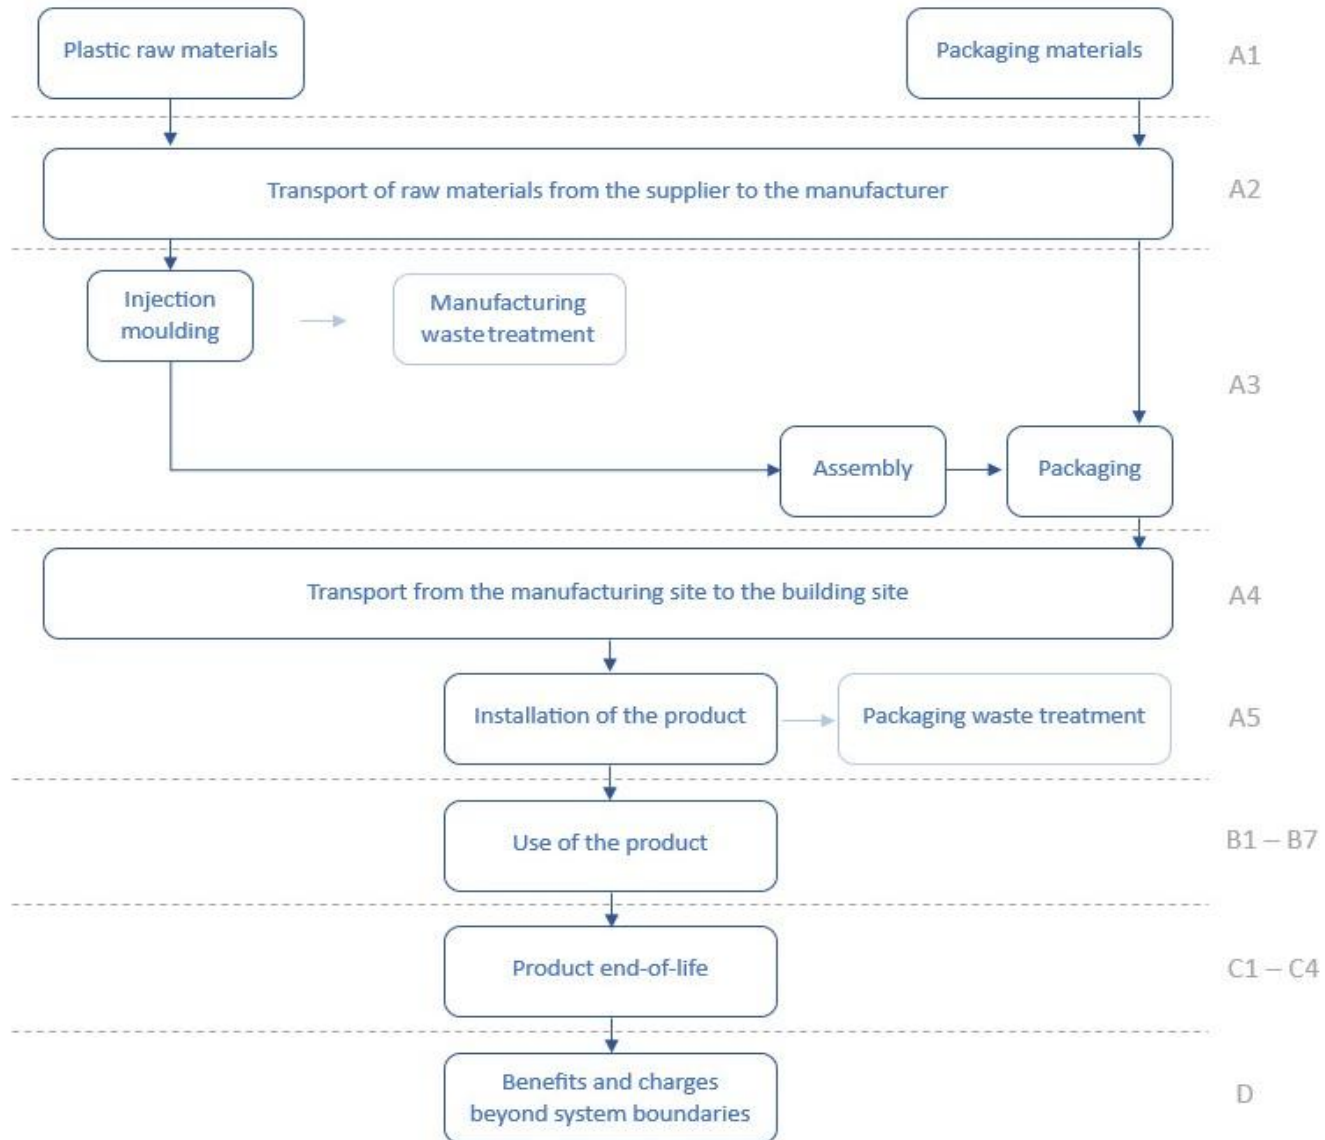 Plastic raw materials
Packaging materials
A1
Transport of raw materials from the supplier to the manufacturer
A2
Injection
moulding
Manufacturing
waste treatment
A3
Assembly
Packaging
Transport from the manufacturing site to the building site
A4
Installation of the product
Packaging waste treatment
A5
Use of the product
B1 – B7
Product end-of-life
C1 – C4
Benefits and charges
beyond system boundaries
D